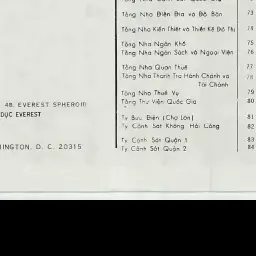 Tổng Nha Điền Địa và Đồ Bản 73
Tổng Nha Kiến Thiết và Thiết Kế Đô Thị 74
Tổng Nha Ngân Khố 75
Tổng Nha Ngân Sách và Ngoại Viện 76
Tổng Nha Quan Thuế 77
Tổng Nha Thanh Tra Hành Chánh và 78
Tài Chánh
Tổng Nha Thuế Vụ 79
Tổng Thư Viện Quốc Gia 80
Ty Bưu Điện (Chợ Lớn) 81
Ty Cảnh Sát Không Hải Cảng 82
Ty Cảnh Sát Quận 1 83
Ty Cảnh Sát Quận 2 84
48. EVEREST SPHEROID
DỤC EVEREST
INGTON, D. C. 20315